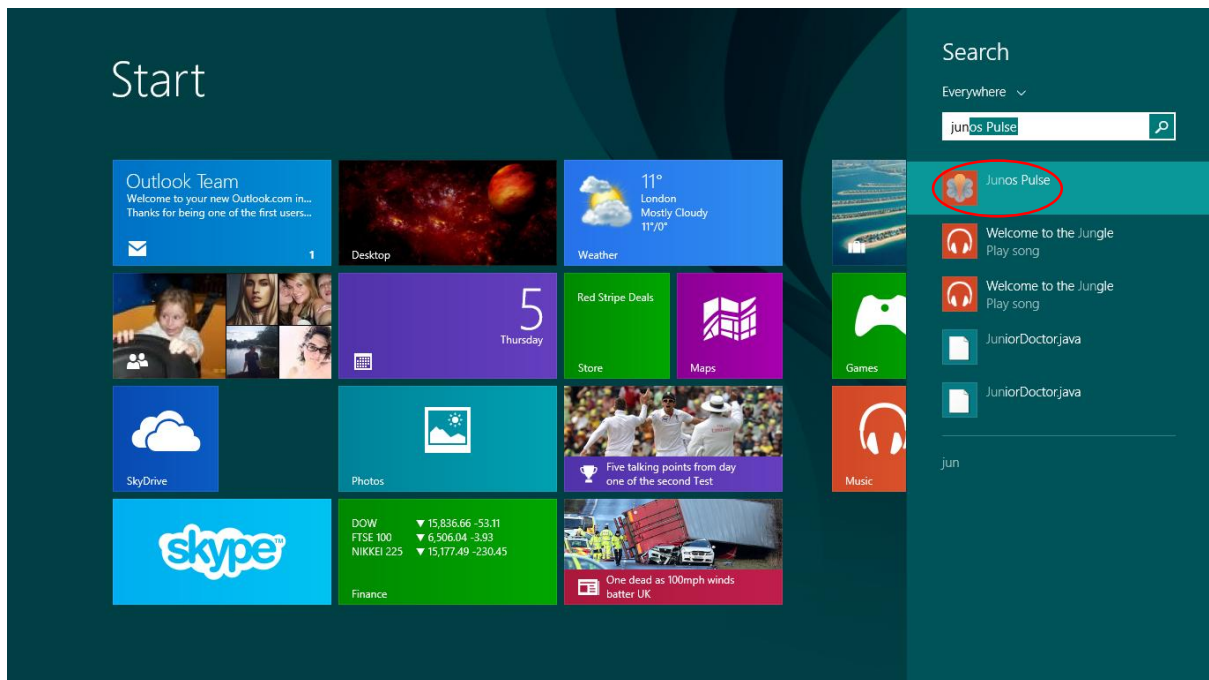 Start
Outlook Team
Welcome to your new Outlook.com in...
Thanks for being one of the first users...
1
Desktop
11°
London
Mostly Cloudy
11°/0°
Weather
5
Thursday
Red Stripe Deals
Store
Maps
Games
SkyDrive
Photos
Five talking points from day
one of the second Test
Music
skype™
DOW ▼ 15,836.66 -53.11
FTSE 100 ▼ 6,506.04 -3.93
NIKKEI 225 ▼ 15,177.49 -230.45
Finance
One dead as 100mph winds
batter UK
Search
Everywhere
junos Pulse
Junos Pulse
Welcome to the Jungle
Play song
Welcome to the Jungle
Play song
JuniorDoctor.java
JuniorDoctor.java
jun